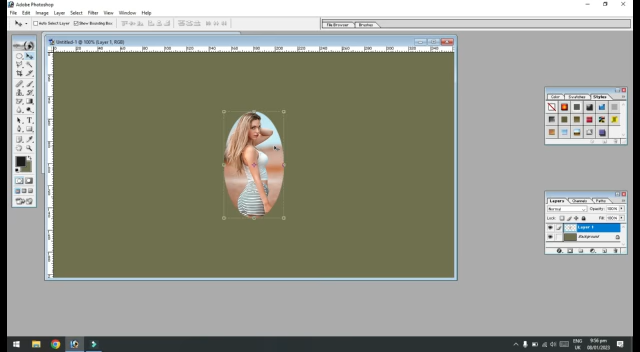 Adobe Photoshop
File Edit Image Layer Select Filter View Window Help
Auto Select Layer Show Bounding Box
File Browser Brushes
Untitled-1 @ 100% (Layer 1, RGB)
Color Swatches Styles
Layers Channels Paths
Normal Opacity: 100%
Lock: Fill: 100%
Layer 1
Background
ENG 9:56 pm
UK 08/01/2023